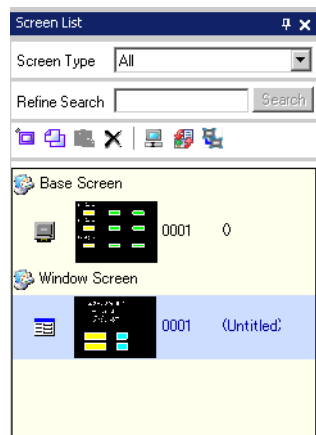 Screen List
Screen Type All
Refine Search Search
Base Screen
0001 0
Window Screen
0001 (Untitled)